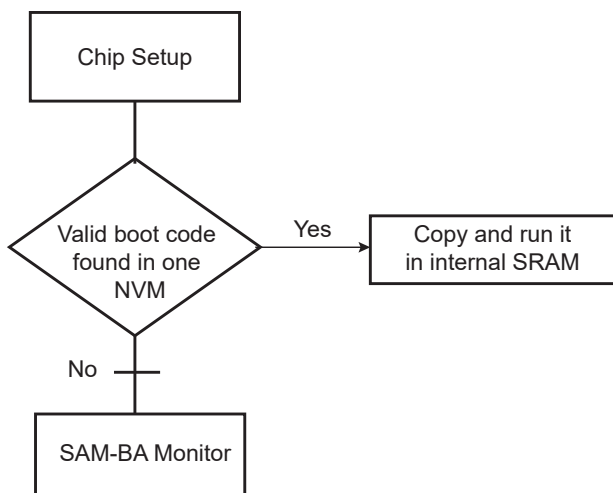 Chip Setup
Valid boot code
found in one
NVM
Yes
Copy and run it
in internal SRAM
No
SAM-BA Monitor